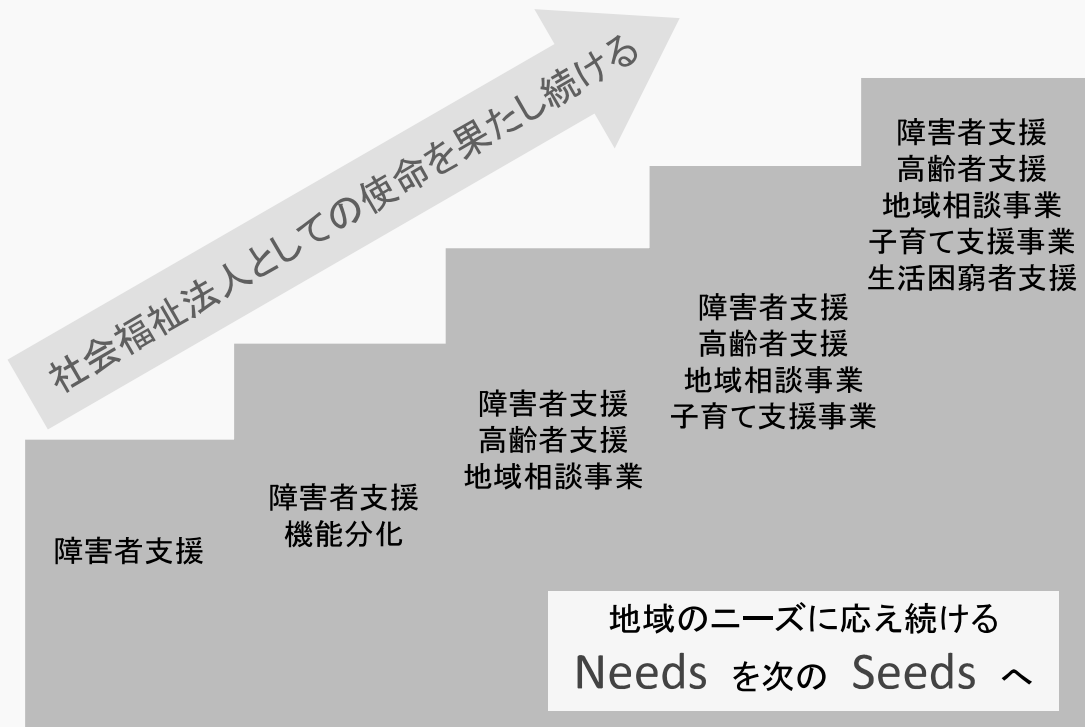 社会福祉法人としての使命を果たし続ける
障害者支援
障害者支援
機能分化
障害者支援
高齢者支援
地域相談事業
障害者支援
高齢者支援
地域相談事業
子育て支援事業
障害者支援
高齢者支援
地域相談事業
子育て支援事業
生活困窮者支援
地域のニーズに応え続ける
Needs を次の Seeds へ